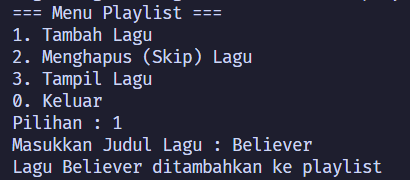 === Menu Playlist ===
1. Tambah Lagu
2. Menghapus (Skip) Lagu
3. Tampil Lagu
0. Keluar
Pilihan : 1
Masukkan Judul Lagu : Believer
Lagu Believer ditambahkan ke playlist